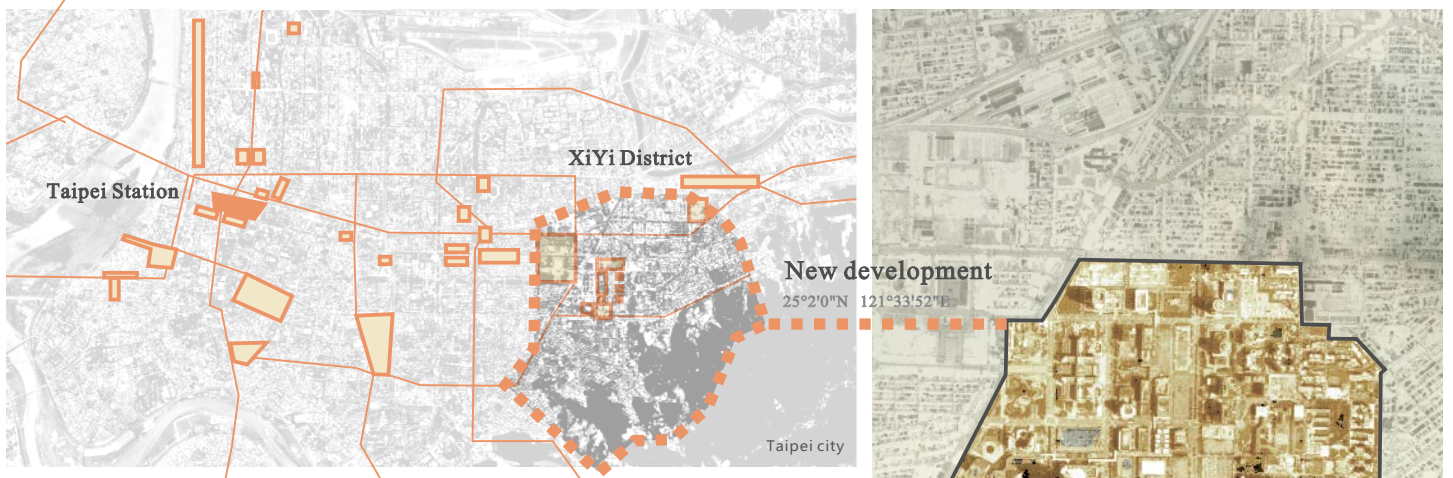 XiYi District
Taipei Station
New development
25°2'0"N 121°33'52"E
Taipei city